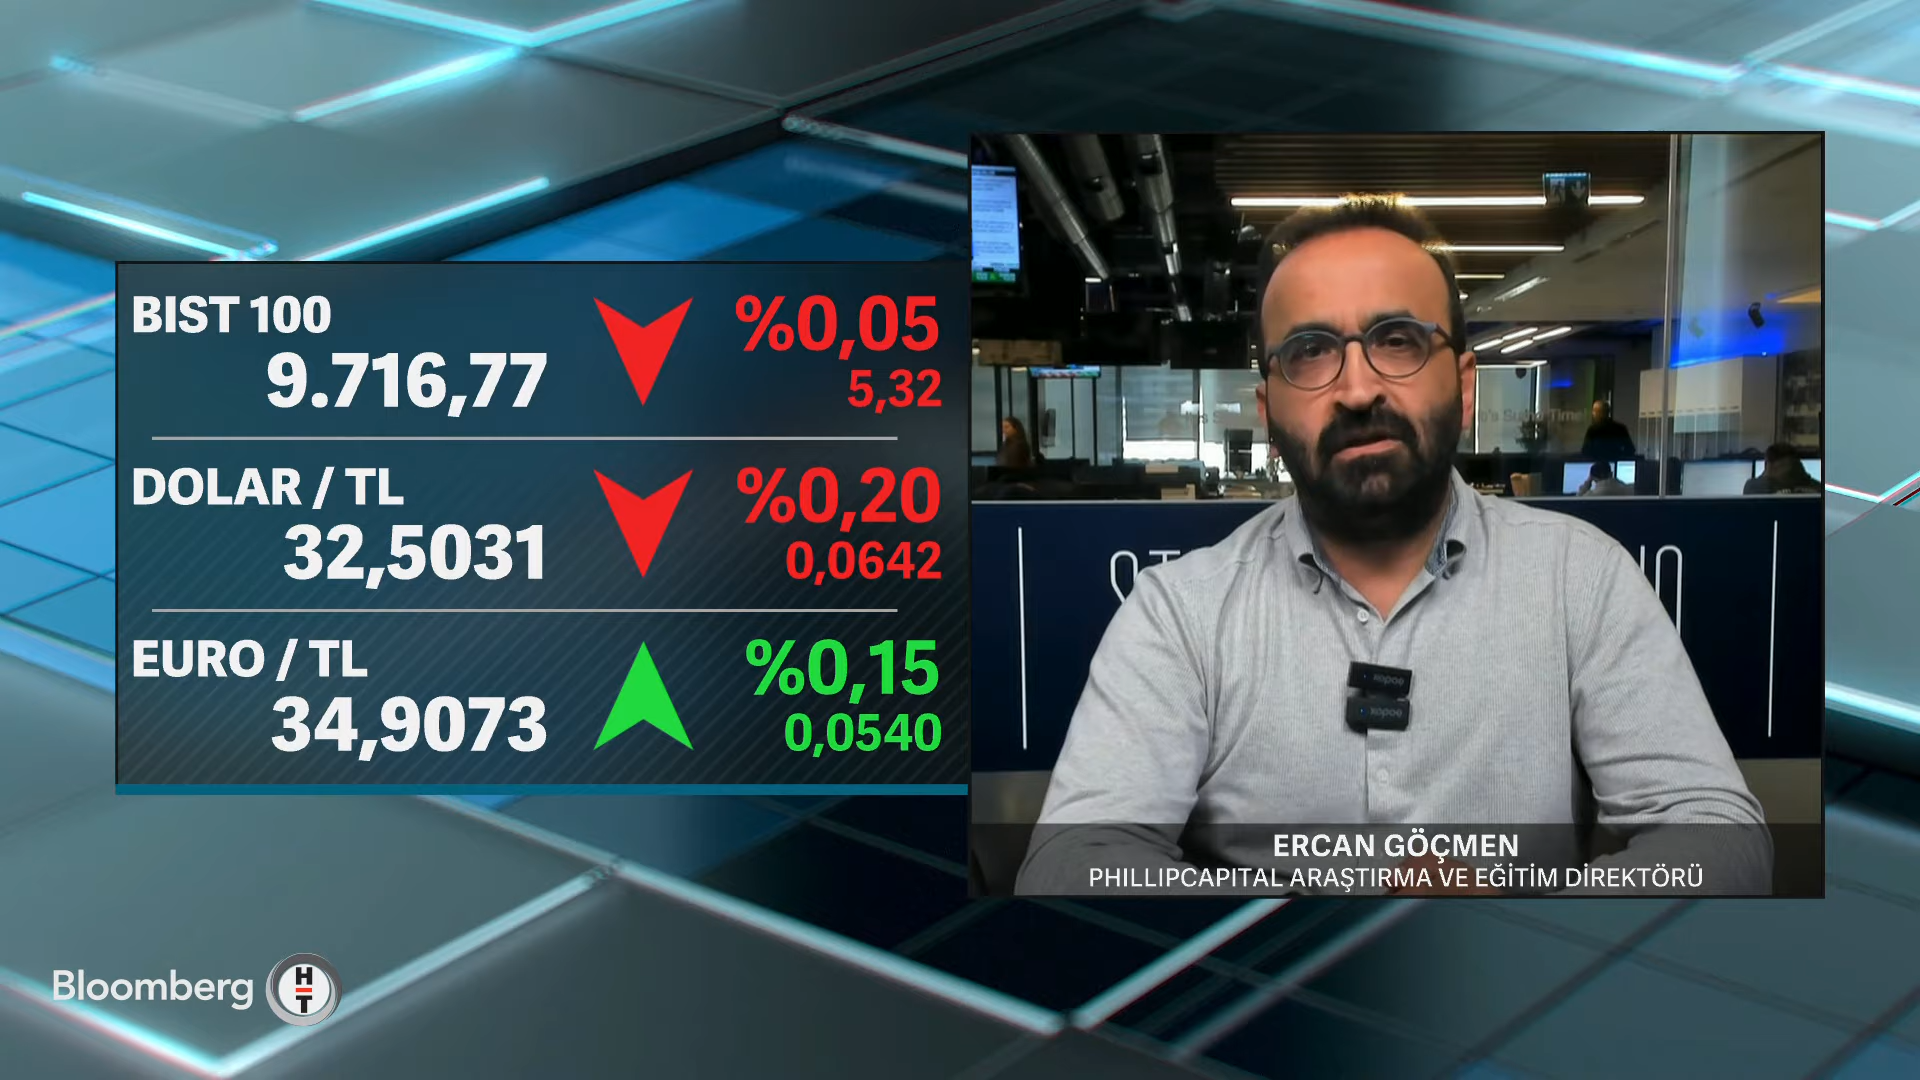 BIST 100
9.716,77
%0,05
5,32
DOLAR / TL
32,5031
%0,20
0,0642
EURO / TL
34,9073
%0,15
0,0540
ERCAN GÖÇMEN
PHILLIPCAPITAL ARAŞTIRMA VE EĞİTİM DİREKTÖRÜ
Bloomberg HT